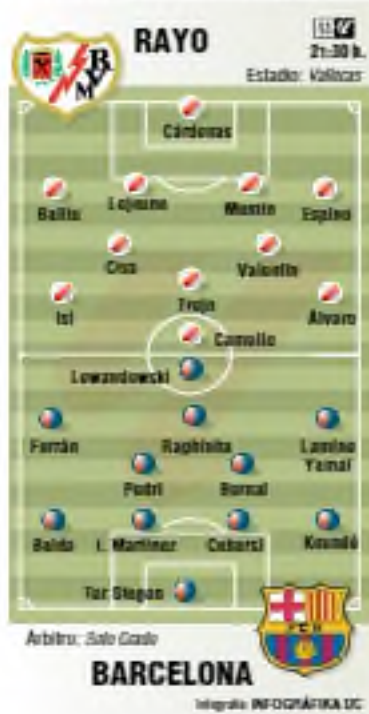 RAYO
21:30 h.
Estadio: Vallecas
Cárdenas
Balliu
Lejeune
Mumin
Espino
Ciss
Valentín
Isi
Trejo
Álvaro
Camello
Lewandowski
Ferrán
Raphinha
Lamine
Yamal
Pedri
Bernal
Balde
I. Martínez
Cubarsí
Koundé
Ter Stegen
Árbitro: Soto Grado
BARCELONA
Infografía: INFOGRÁFIKA UC